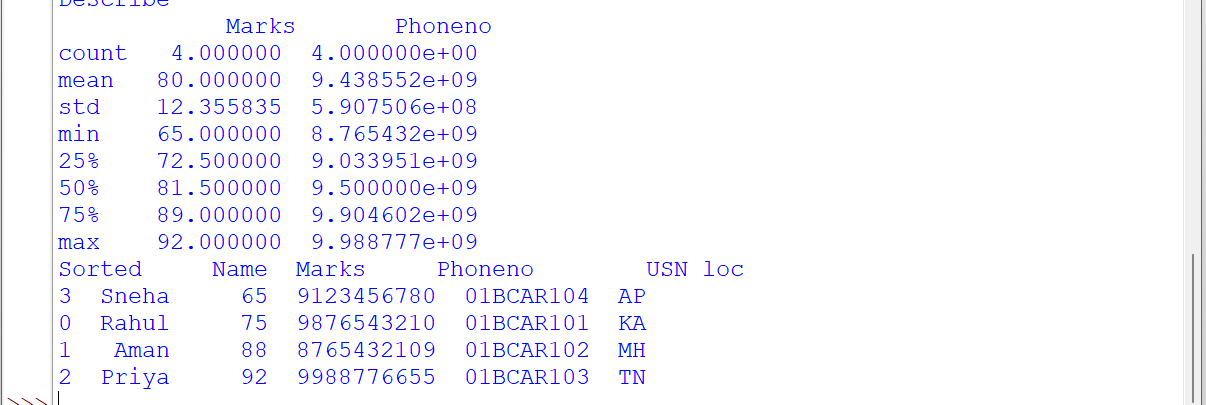 Describe
Marks Phoneno
count 4.000000 4.000000e+00
mean 80.000000 9.438552e+09
std 12.355835 5.907506e+08
min 65.000000 8.765432e+09
25% 72.500000 9.033951e+09
50% 81.500000 9.500000e+09
75% 89.000000 9.904602e+09
max 92.000000 9.988777e+09
Sorted Name Marks Phoneno USN loc
3 Sneha 65 9123456780 01BCAR104 AP
0 Rahul 75 9876543210 01BCAR101 KA
1 Aman 88 8765432109 01BCAR102 MH
2 Priya 92 9988776655 01BCAR103 TN
>>>